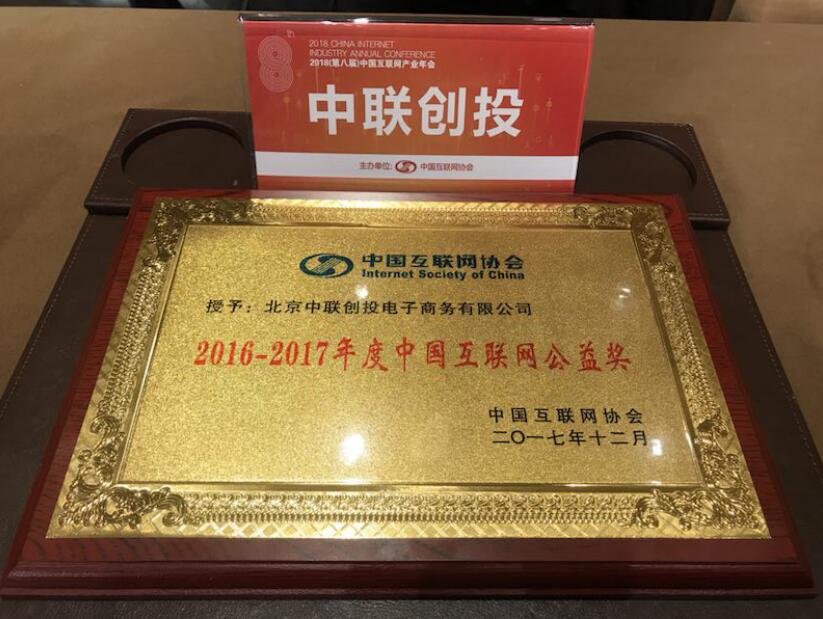 8th
2018 CHINA INTERNET
INDUSTRY ANNUAL CONFERENCE
2018(第八届)中国互联网产业年会
中联创投
主办单位: 中国互联网协会
中国互联网协会
Internet Society of China
授予：北京中联创投电子商务有限公司
2016-2017年度中国互联网公益奖
中国互联网协会
二〇一七年十二月